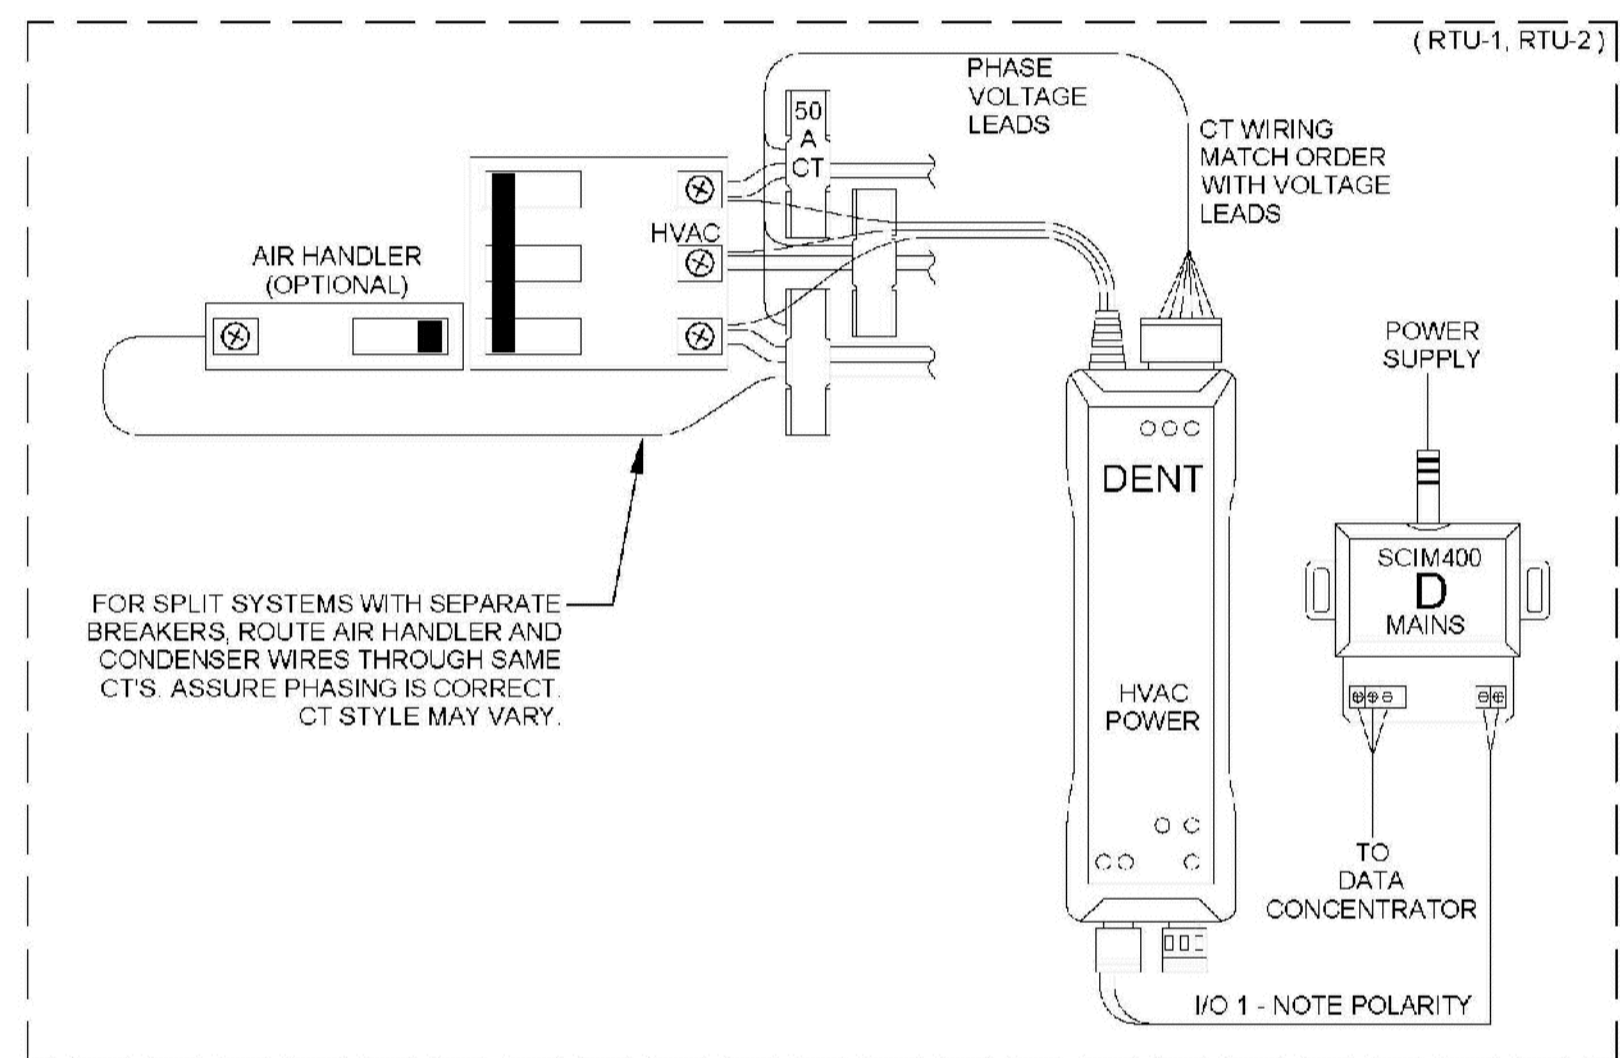 ( RTU-1, RTU-2 )
PHASE
VOLTAGE
LEADS
50
A
CT
CT WIRING
MATCH ORDER
WITH VOLTAGE
LEADS
HVAC
AIR HANDLER
(OPTIONAL)
POWER
SUPPLY
DENT
SCIM400
D
MAINS
FOR SPLIT SYSTEMS WITH SEPARATE
BREAKERS, ROUTE AIR HANDLER AND
CONDENSER WIRES THROUGH SAME
CT'S. ASSURE PHASING IS CORRECT.
CT STYLE MAY VARY.
HVAC
POWER
TO
DATA
CONCENTRATOR
I/O 1 - NOTE POLARITY